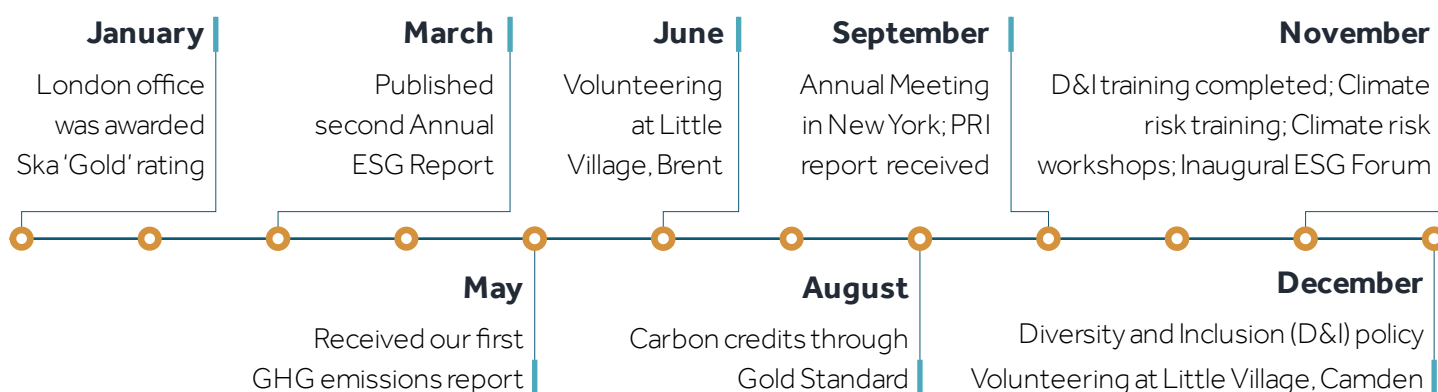 January
London office
was awarded
Ska 'Gold' rating
March
Published
second Annual
ESG Report
June
Volunteering
at Little
Village, Brent
September
Annual Meeting
in New York; PRI
report received
November
D&I training completed; Climate
risk training; Climate risk
workshops; Inaugural ESG Forum
May
Received our first
GHG emissions report
August
Carbon credits through
Gold Standard
December
Diversity and Inclusion (D&I) policy
Volunteering at Little Village, Camden